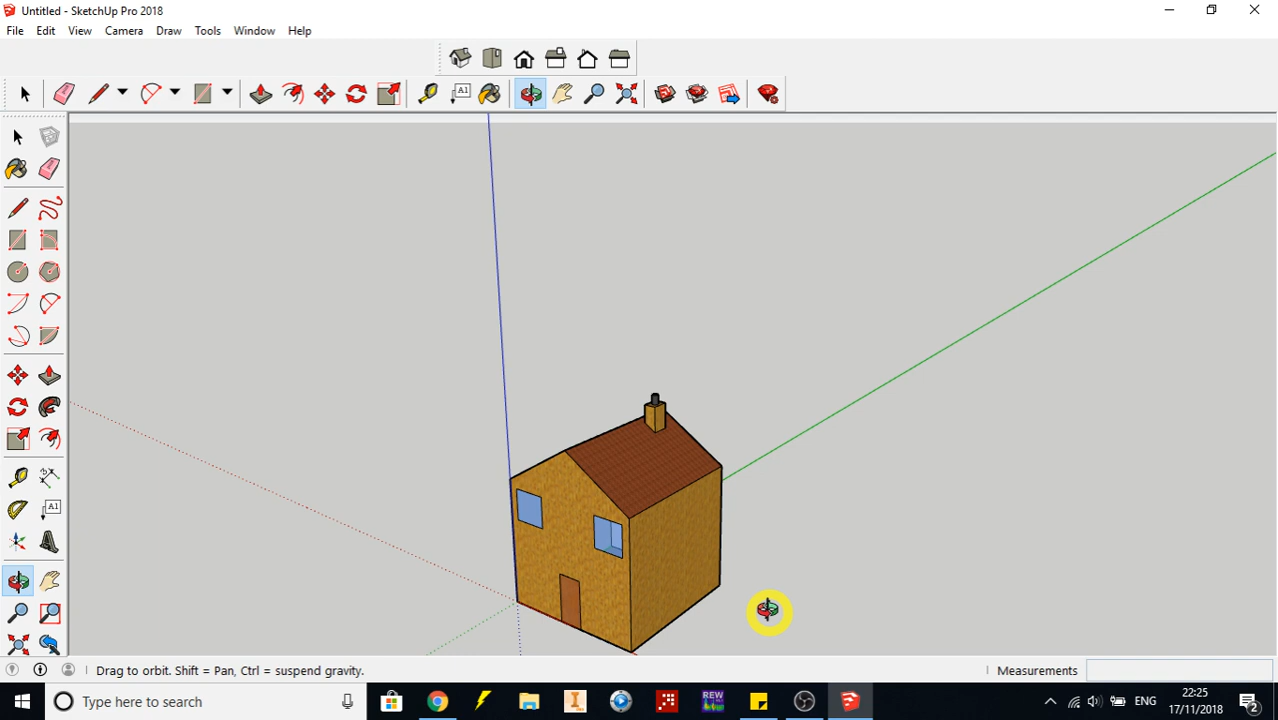 Untitled - SketchUp Pro 2018
File Edit View Camera Draw Tools Window Help
A1
A1
Drag to orbit. Shift = Pan, Ctrl = suspend gravity.
Measurements
Type here to search
REW
ENG
22:25
17/11/2018
2